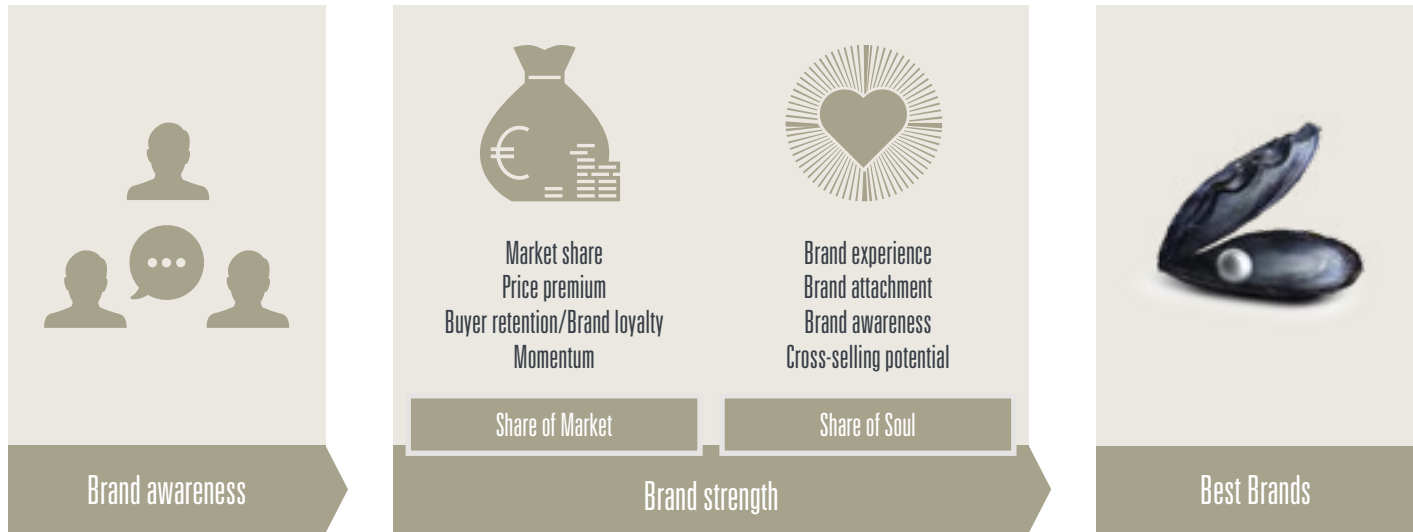 Market share
Price premium
Buyer retention/Brand loyalty
Momentum
Share of Market
Brand experience
Brand attachment
Brand awareness
Cross-selling potential
Share of Soul
Brand awareness
Brand strength
Best Brands